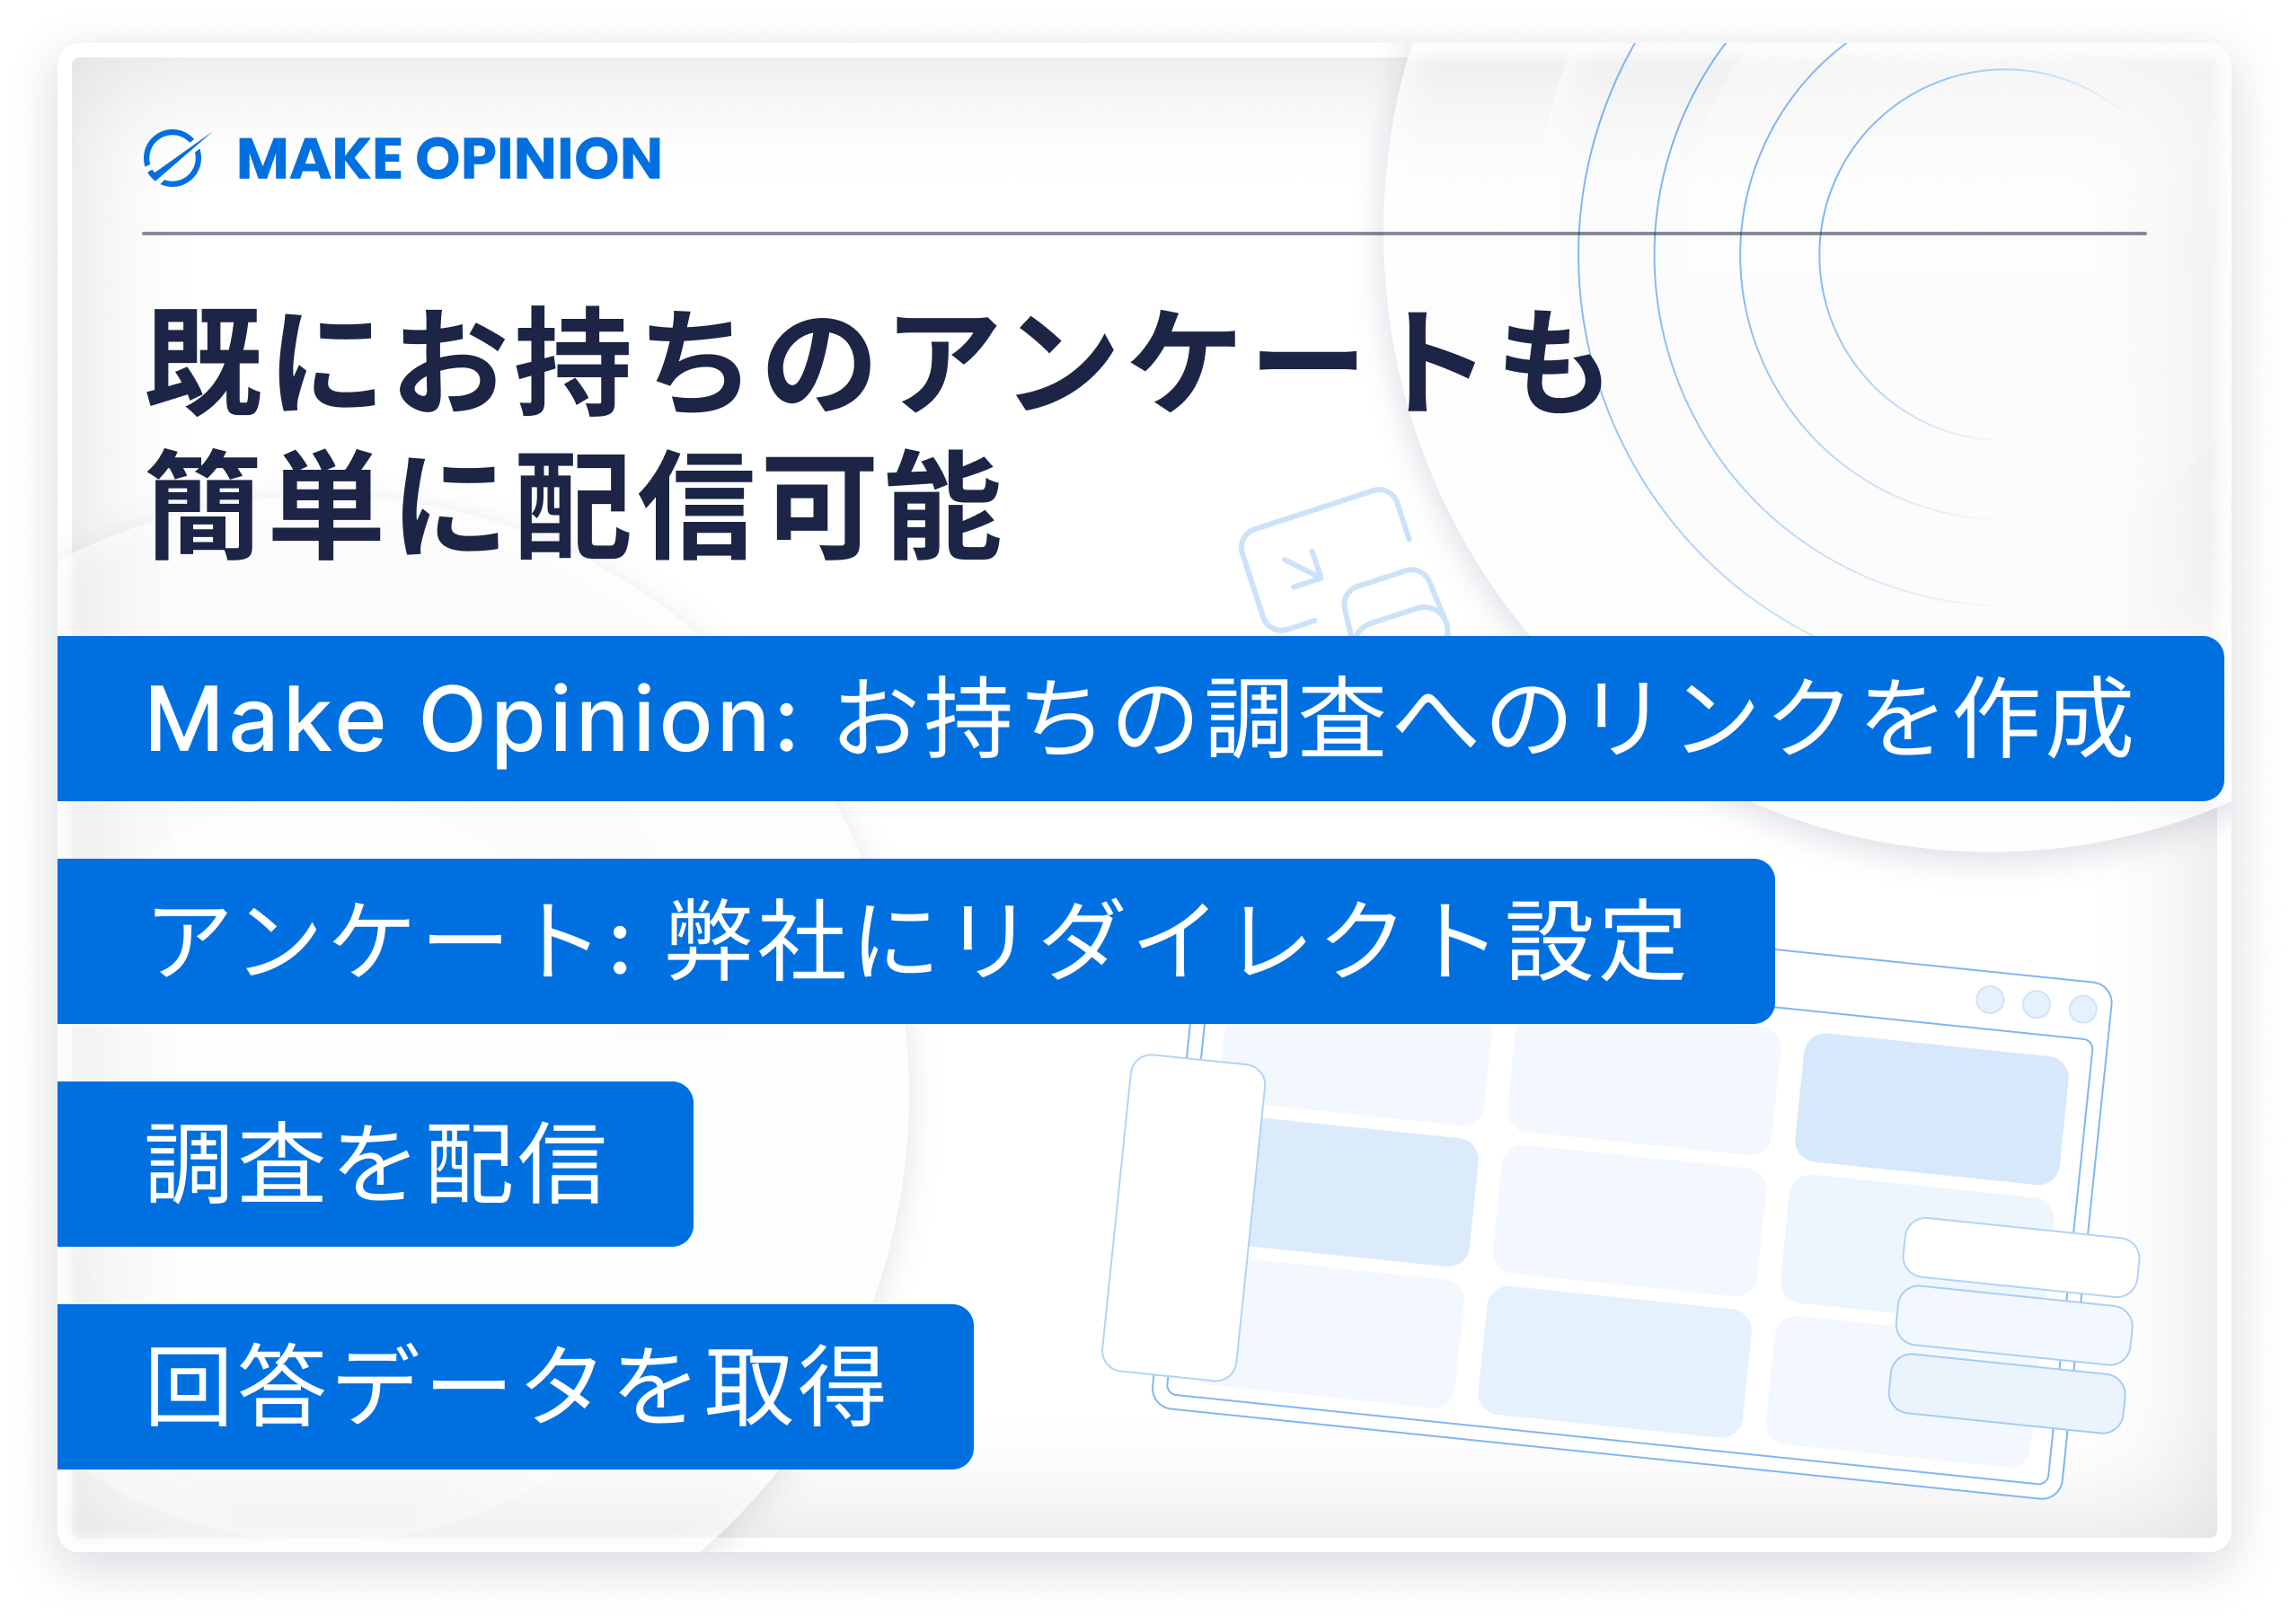 MAKE OPINION
既にお持ちのアンケートも
簡単に配信可能
Make Opinion: お持ちの調査へのリンクを作成
アンケート: 弊社にリダイレクト設定
調査を配信
回答データを取得